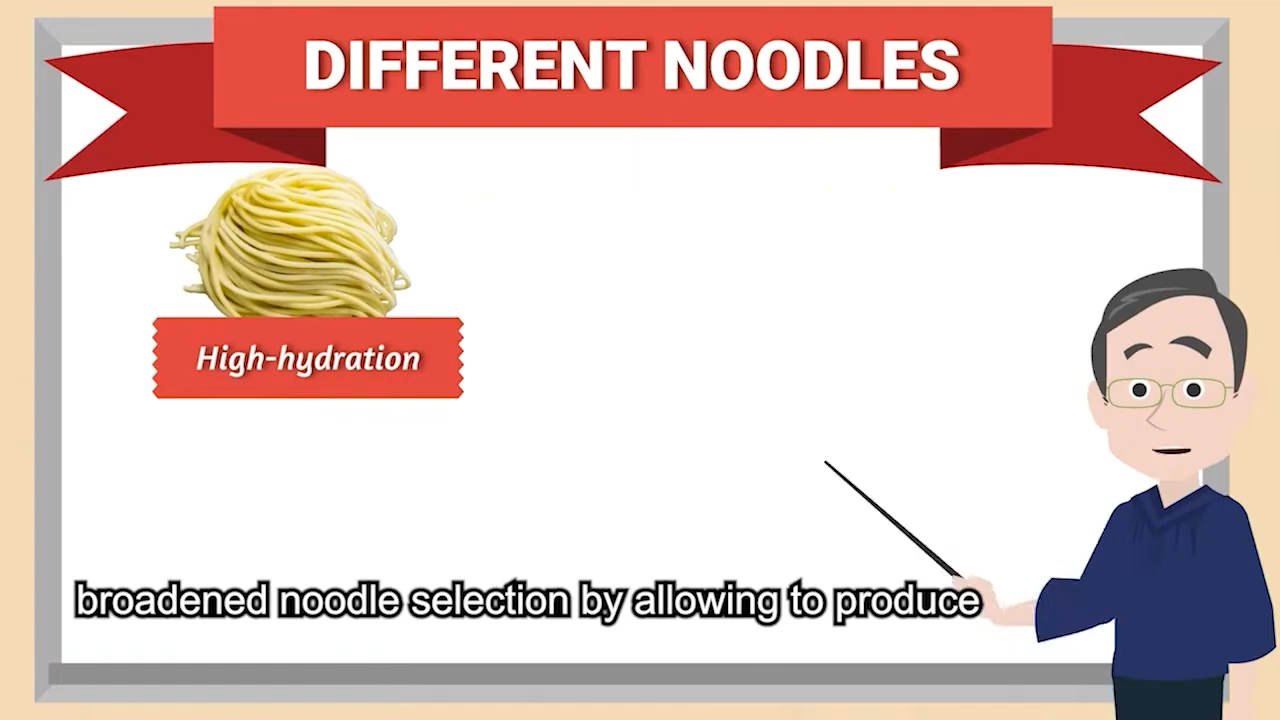 DIFFERENT NOODLES
High-hydration
broadened noodle selection by allowing to produce